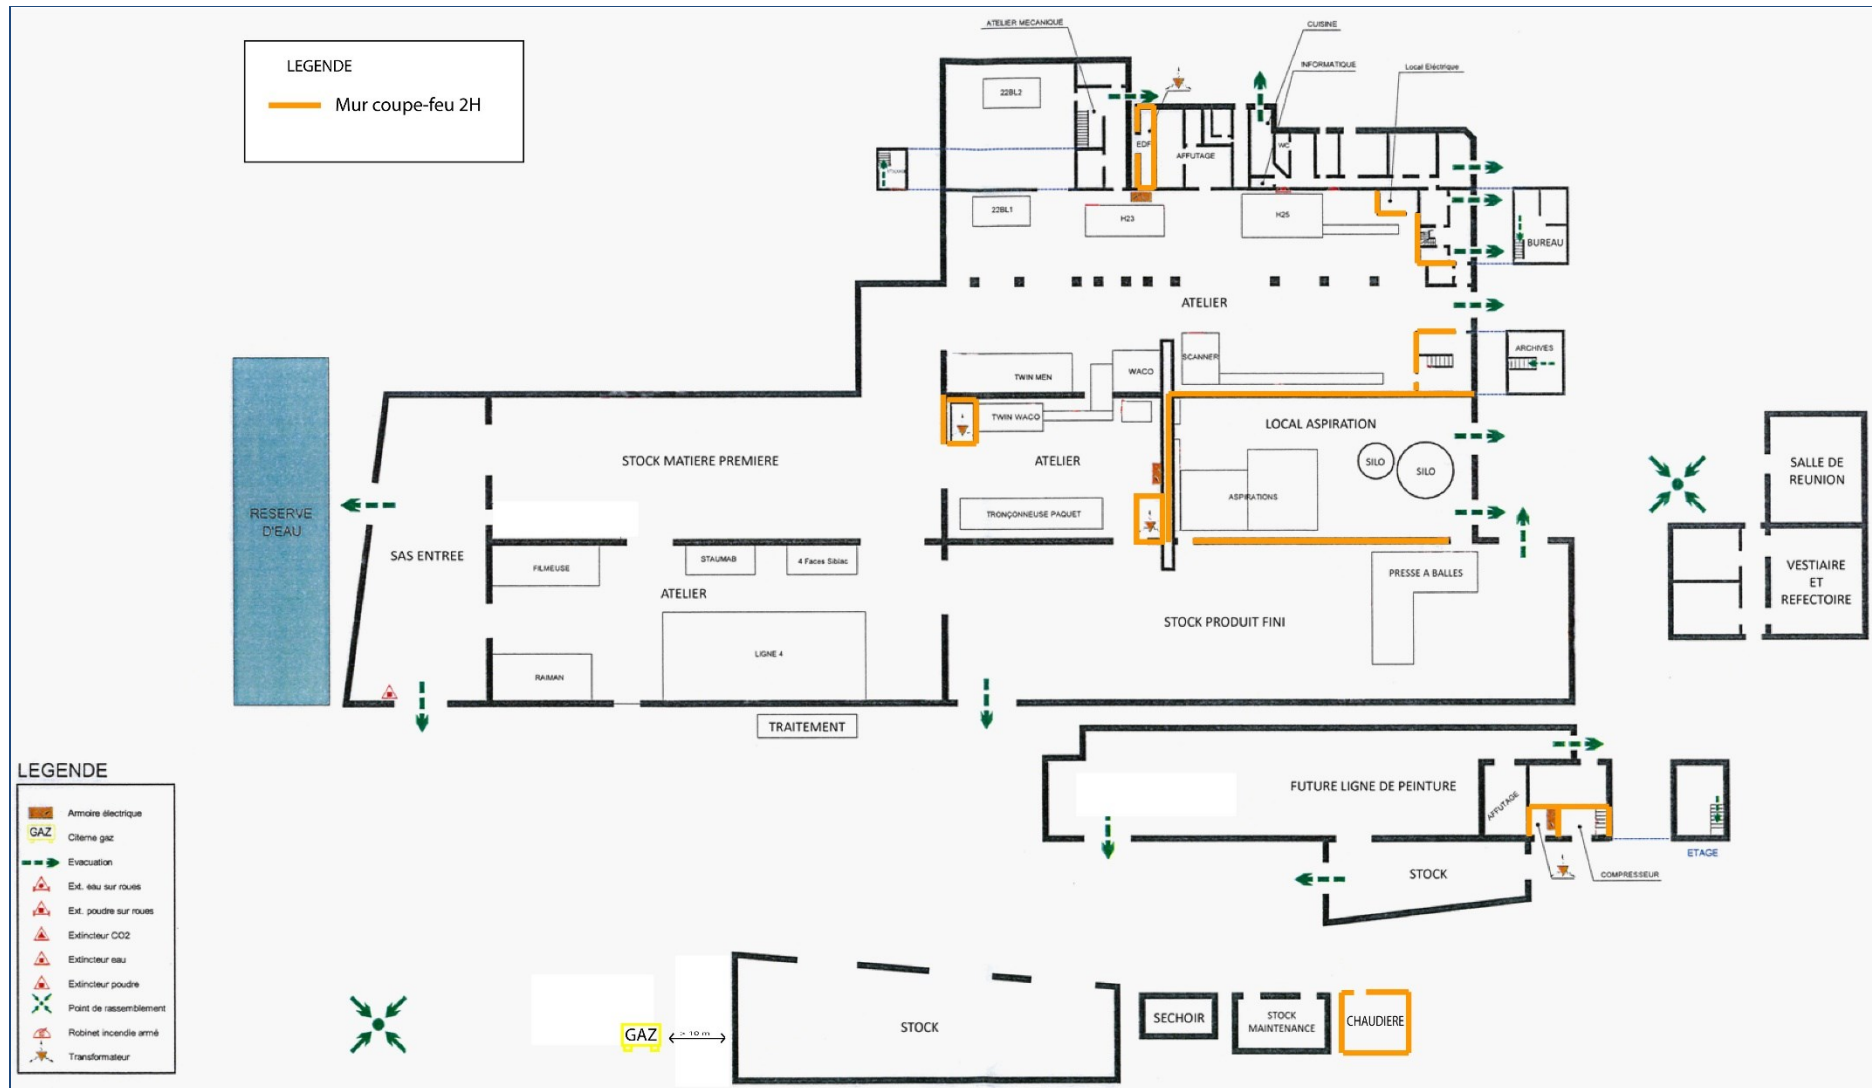 ATELIER MECANIQUE
CUISINE
INFORMATIQUE
Local Eléctrique
LEGENDE
Mur coupe-feu 2H
22BL2
EDF
AFFUTAGE
WC
22BL1
H23
H25
BUREAU
ATELIER
SCANNER
ARCHIVES
TWIN MEN
WACO
TWIN WACO
LOCAL ASPIRATION
STOCK MATIERE PREMIERE
ATELIER
SILO
SILO
SALLE DE
REUNION
ASPIRATIONS
RESERVE
D'EAU
TRONÇONNEUSE PAQUET
SAS ENTREE
FILMEUSE
STAUMAB
4 Faces Sibiac
PRESSE A BALLES
VESTIAIRE
ET
REFECTOIRE
ATELIER
STOCK PRODUIT FINI
LIGNE 4
RAIMAN
TRAITEMENT
FUTURE LIGNE DE PEINTURE
AFFUTAGE
ETAGE
STOCK
COMPRESSEUR
LEGENDE
Armoire électrique
GAZ
Citerne gaz
Evacuation
Ext. eau sur roues
Ext. poudre sur roues
Extincteur CO2
Extincteur eau
Extincteur poudre
Point de rassemblement
Robinet incendie armé
Transformateur
GAZ
> 10 m
STOCK
SECHOIR
STOCK
MAINTENANCE
CHAUDIERE